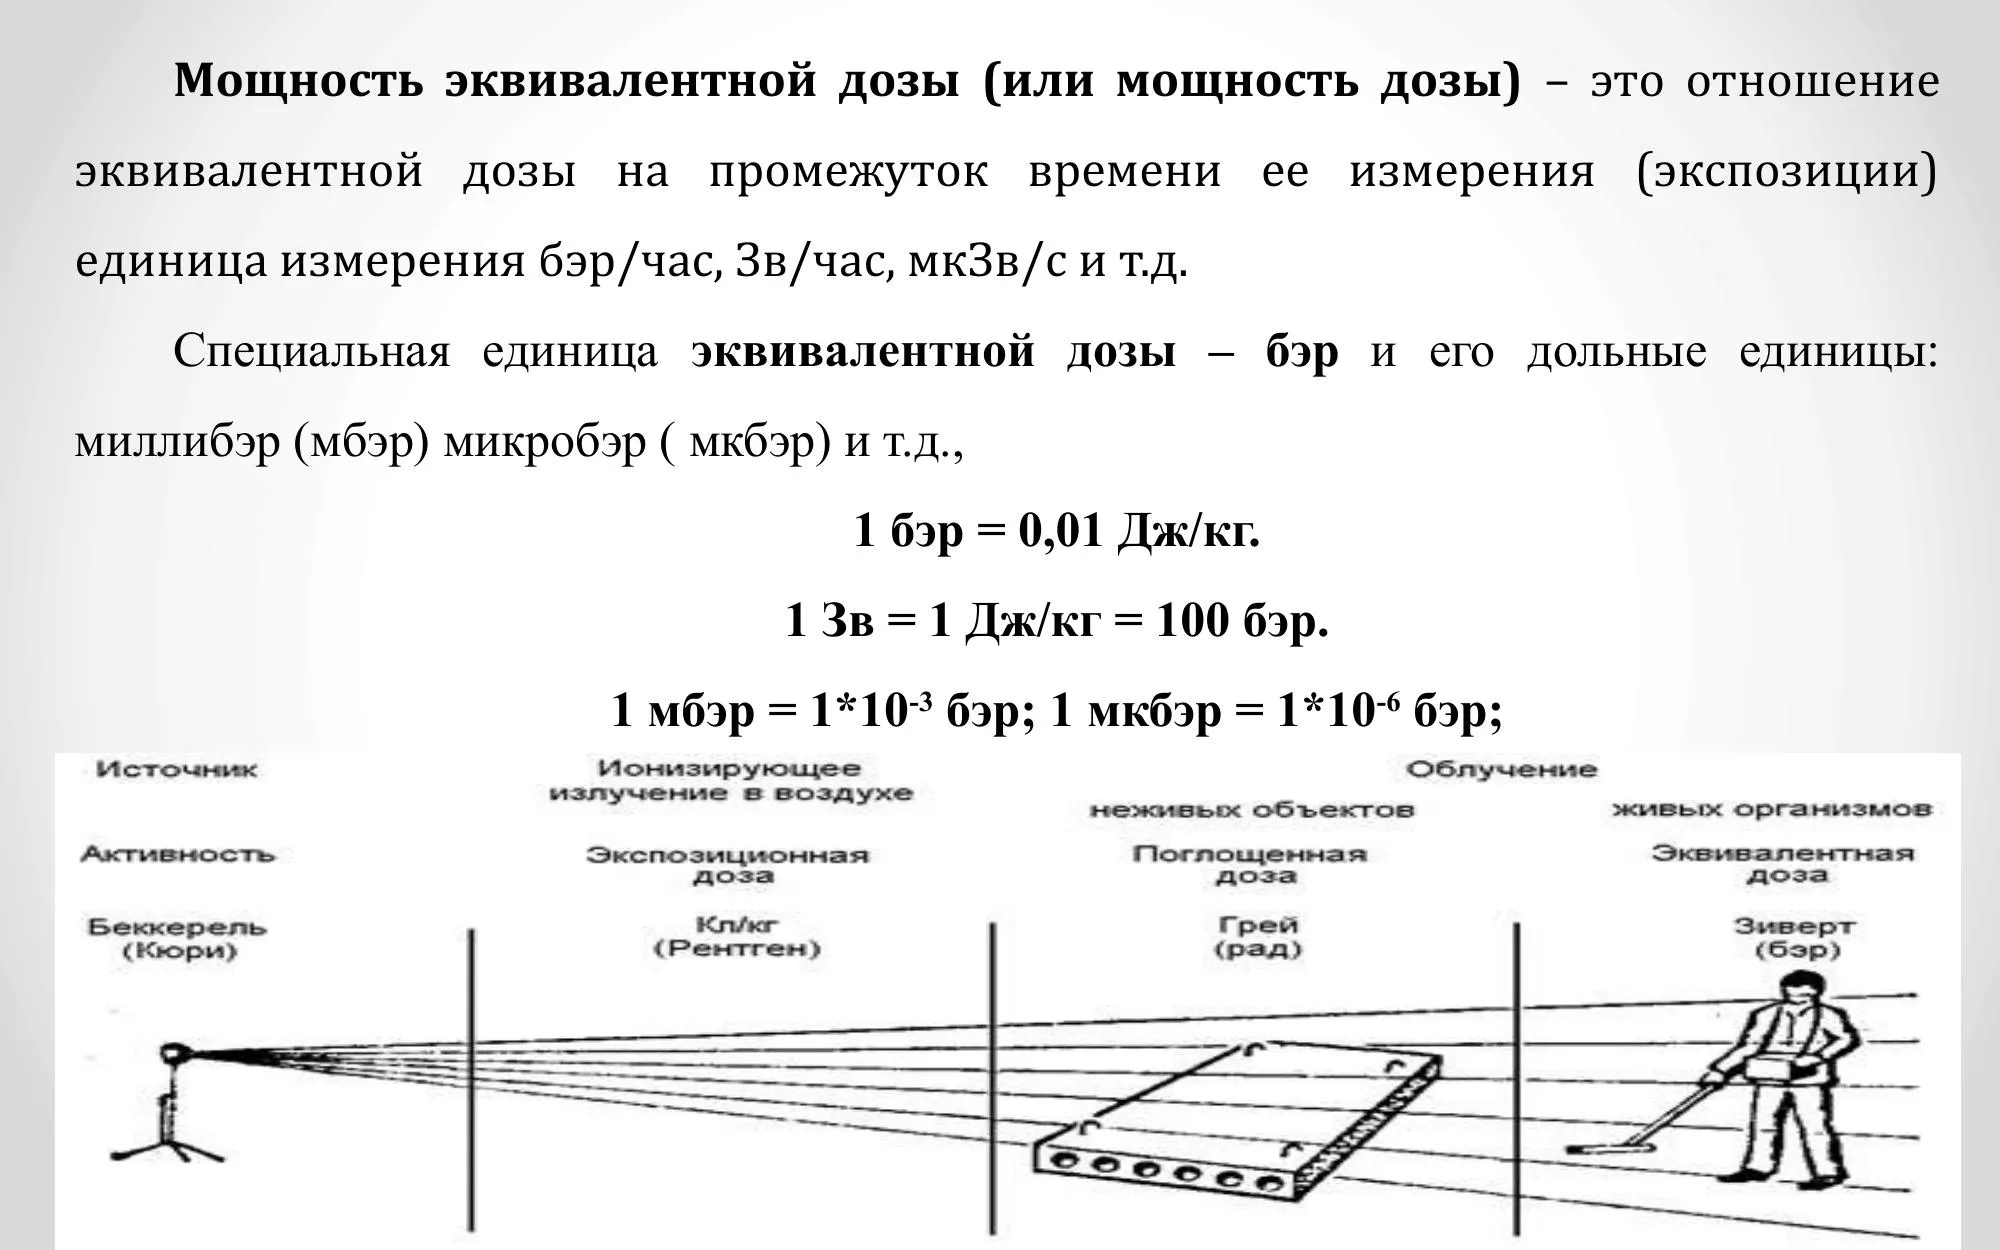 Мощность эквивалентной дозы (или мощность дозы) – это отношение
эквивалентной дозы на промежуток времени ее измерения (экспозиции)
единица измерения бэр/час, Зв/час, мкЗв/с и т.д.
Специальная единица эквивалентной дозы – бэр и его дольные единицы:
миллибэр (мбэр) микробэр ( мкбэр) и т.д.,
1 бэр = 0,01 Дж/кг.
1 Зв = 1 Дж/кг = 100 бэр.
1 мбэр = 1*10⁻³ бэр; 1 мкбэр = 1*10⁻⁶ бэр;
Источник
Ионизирующее
излучение в воздухе
Облучение
неживых объектов
живых организмов
Активность
Экспозиционная
доза
Поглощенная
доза
Эквивалентная
доза
Беккерель
(Кюри)
Кл/кг
(Рентген)
Грей
(рад)
Зиверт
(бэр)